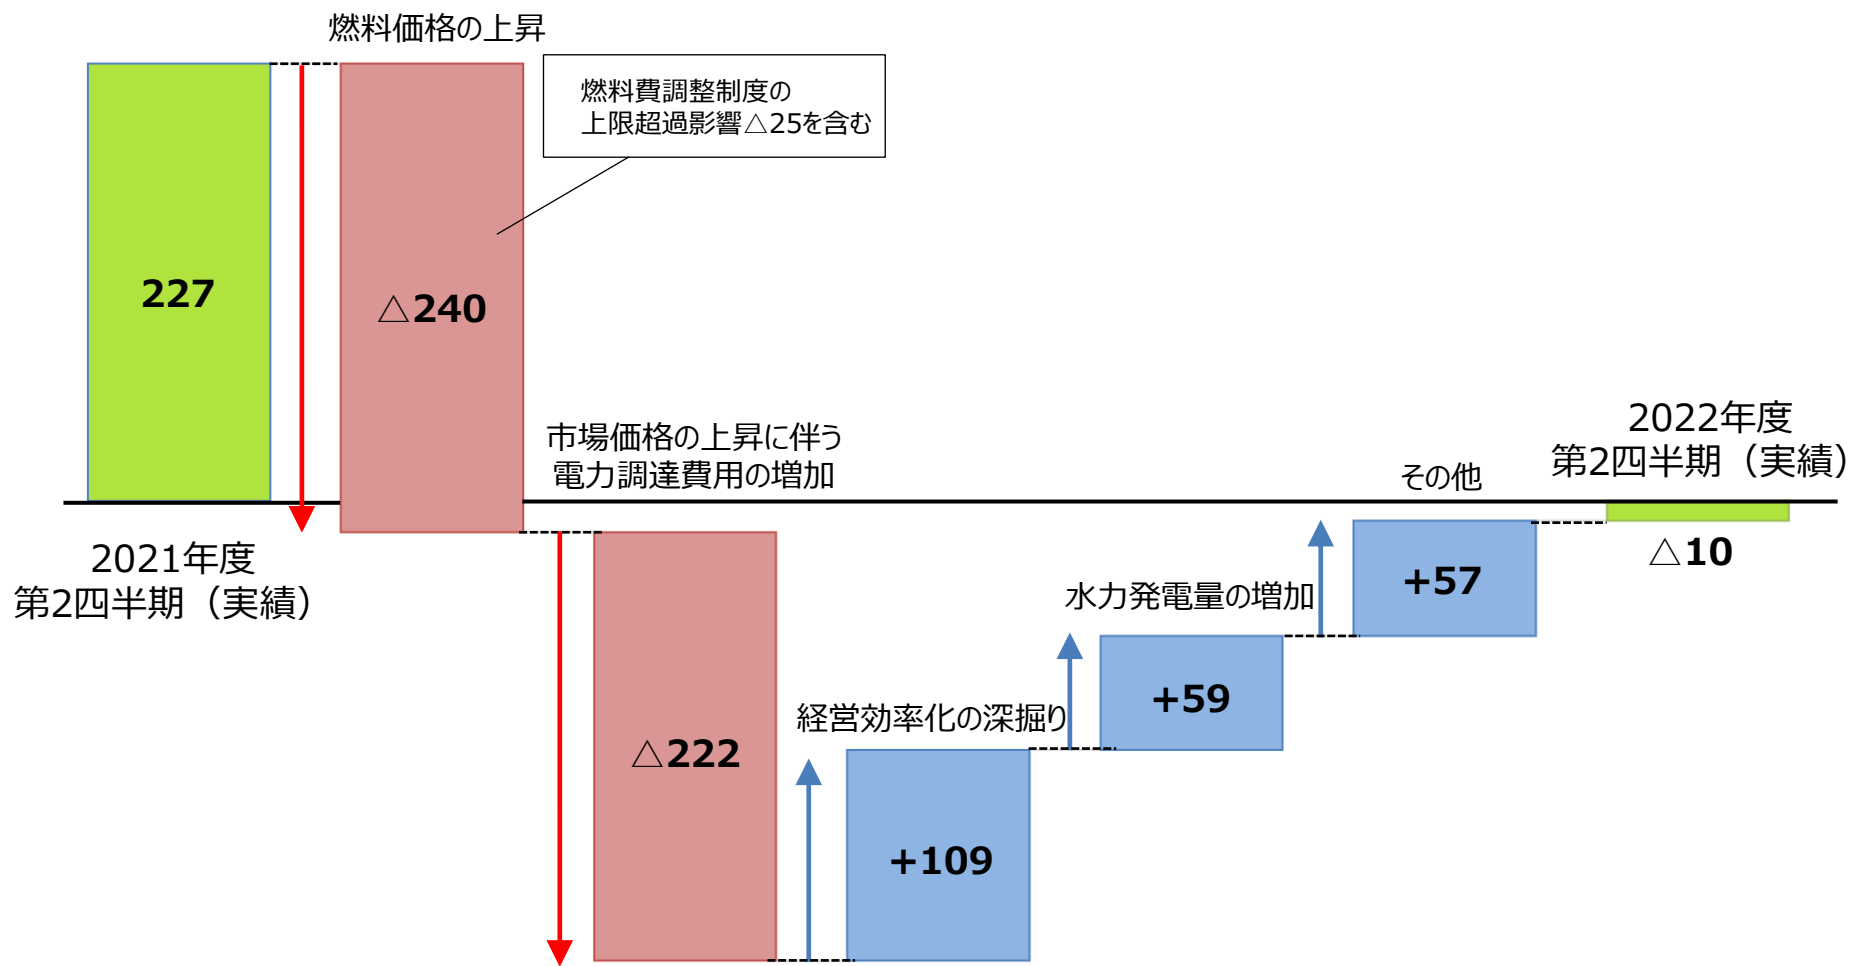 燃料価格の上昇
燃料費調整制度の
上限超過影響△25を含む
227
△240
市場価格の上昇に伴う
電力調達費用の増加
その他
2022年度
第2四半期（実績）
2021年度
第2四半期（実績）
△10
+57
水力発電量の増加
+59
経営効率化の深掘り
△222
+109